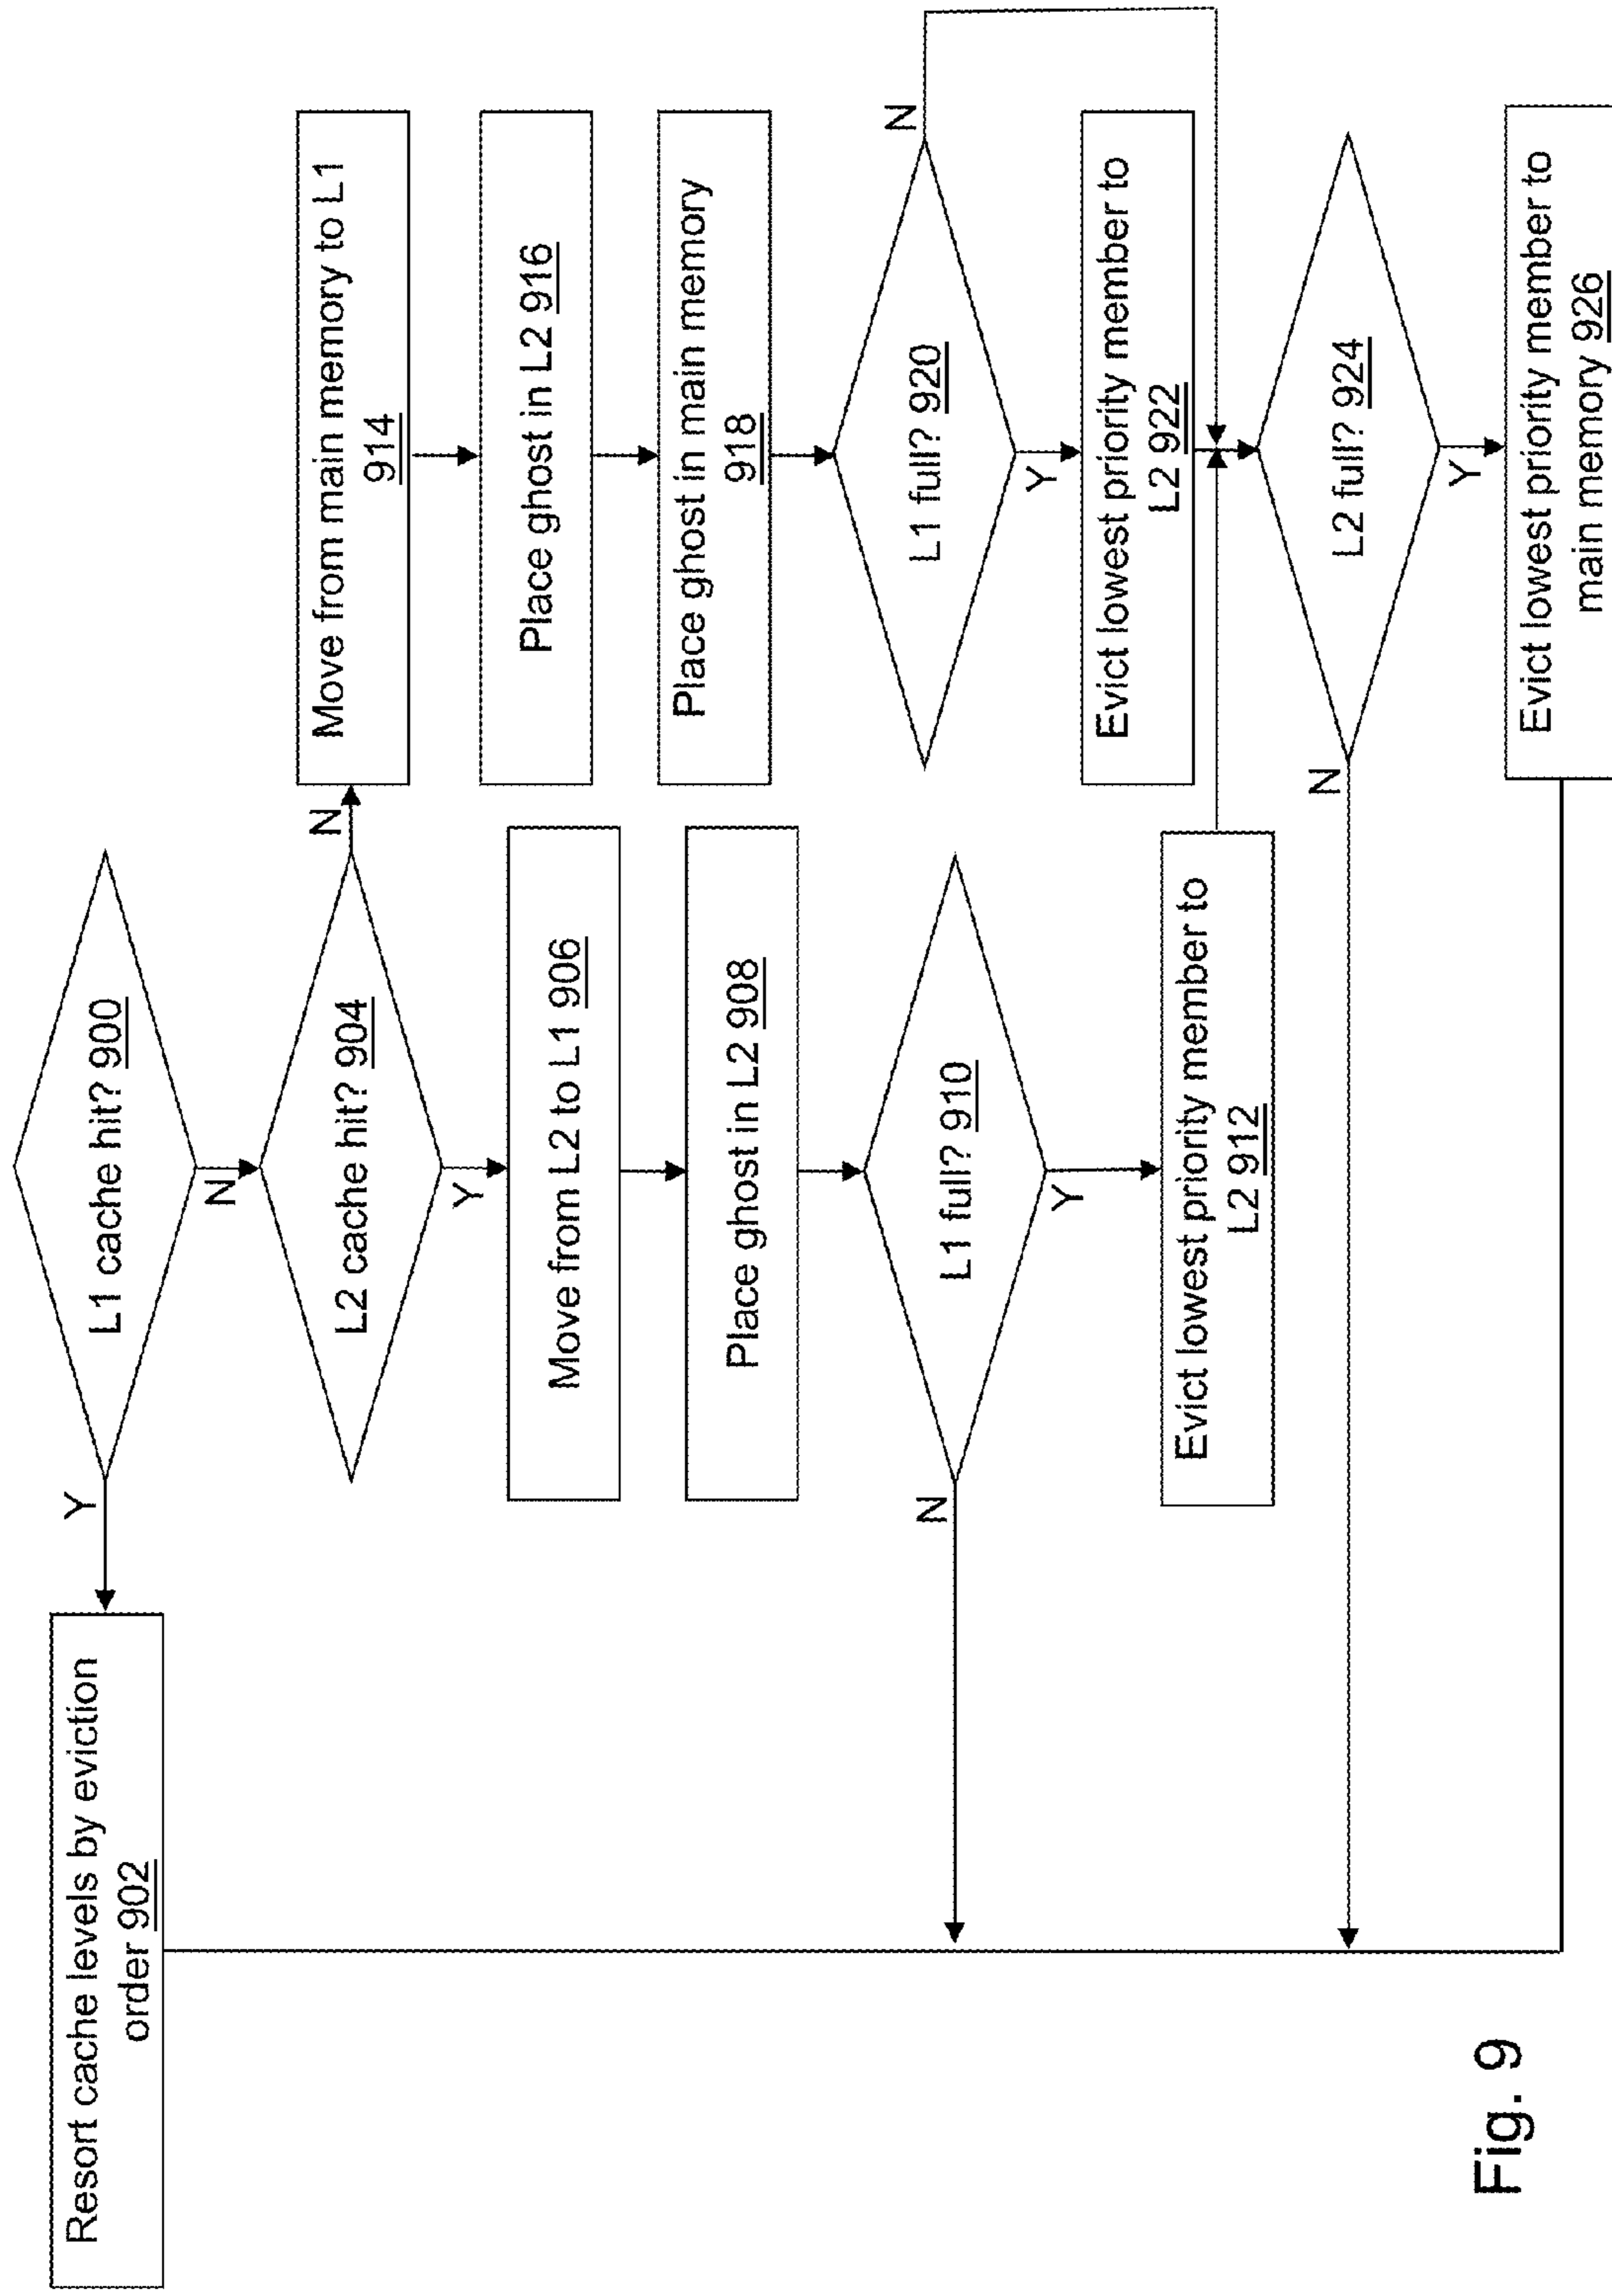 L1 cache hit? 900
Y
N
Resort cache levels by eviction
order 902
L2 cache hit? 904
N
Y
Move from L2 to L1 906
Place ghost in L2 908
L1 full? 910
N
Y
Evict lowest priority member to
L2 912
Move from main memory to L1
914
Place ghost in L2 916
Place ghost in main memory
918
L1 full? 920
N
Y
Evict lowest priority member to
L2 922
L2 full? 924
N
Y
Evict lowest priority member to
main memory 926
Fig. 9